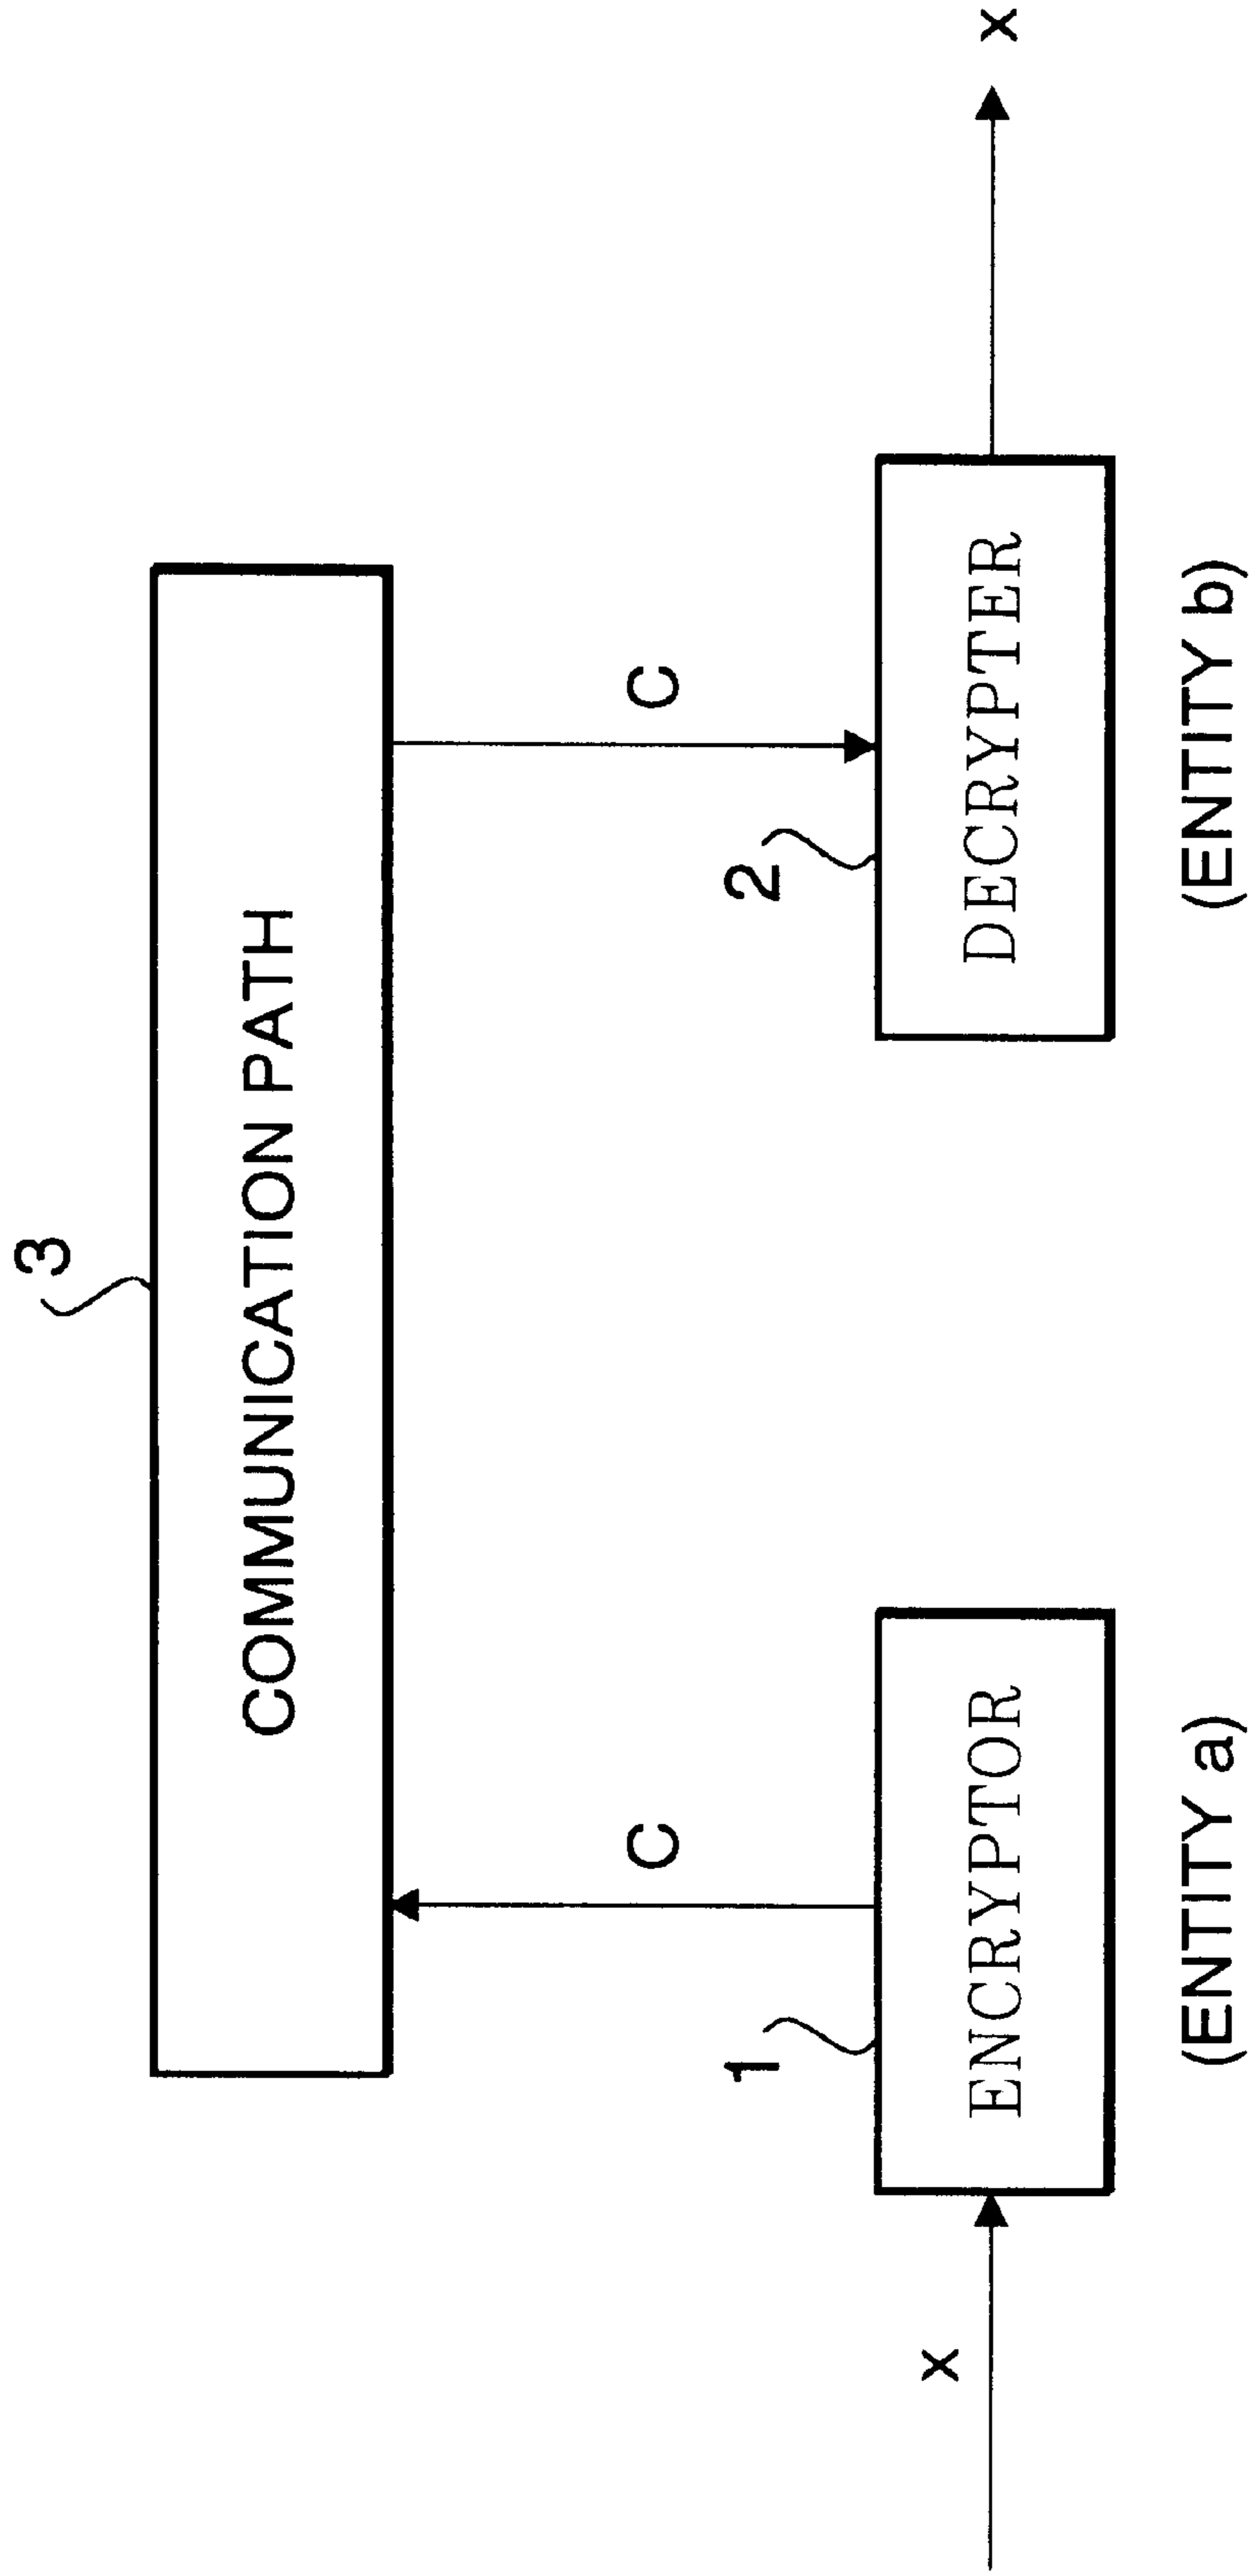 3
COMMUNICATION PATH
C
C
1
2
x
ENCRYPTOR
DECRYPTER
x
(ENTITY a)
(ENTITY b)